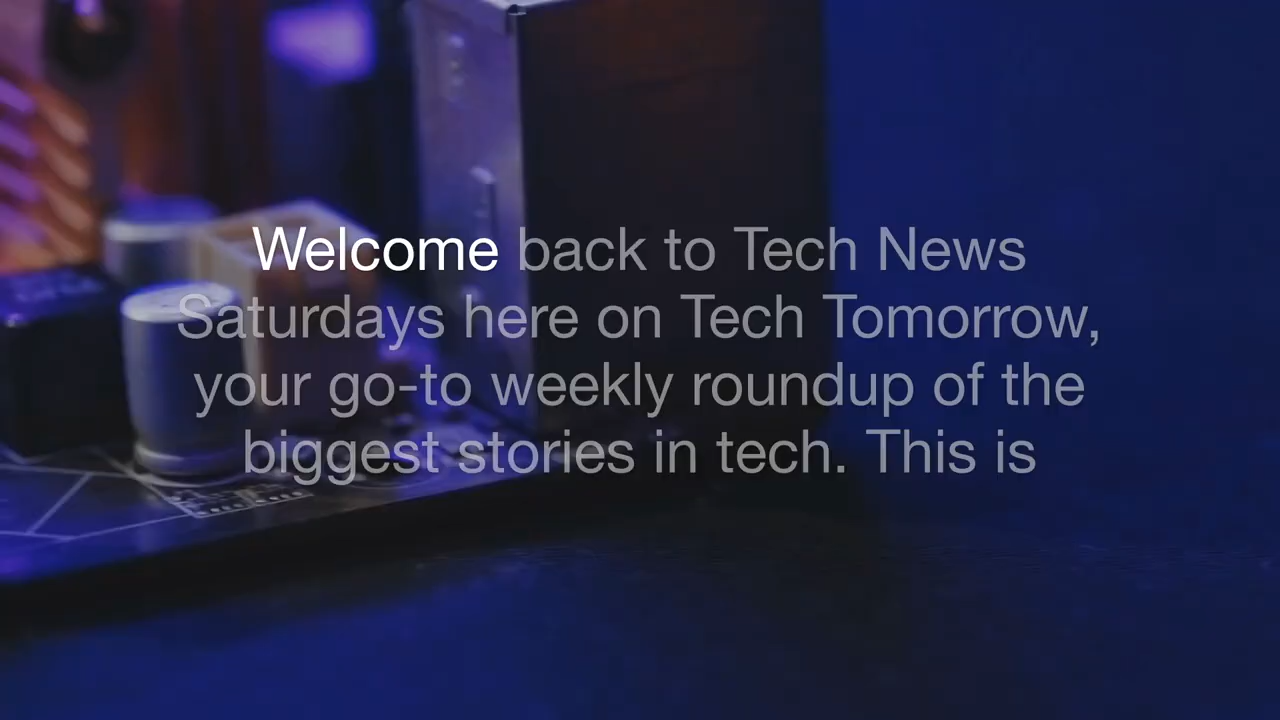 Welcome back to Tech News
Saturdays here on Tech Tomorrow,
your go-to weekly roundup of the
biggest stories in tech. This is